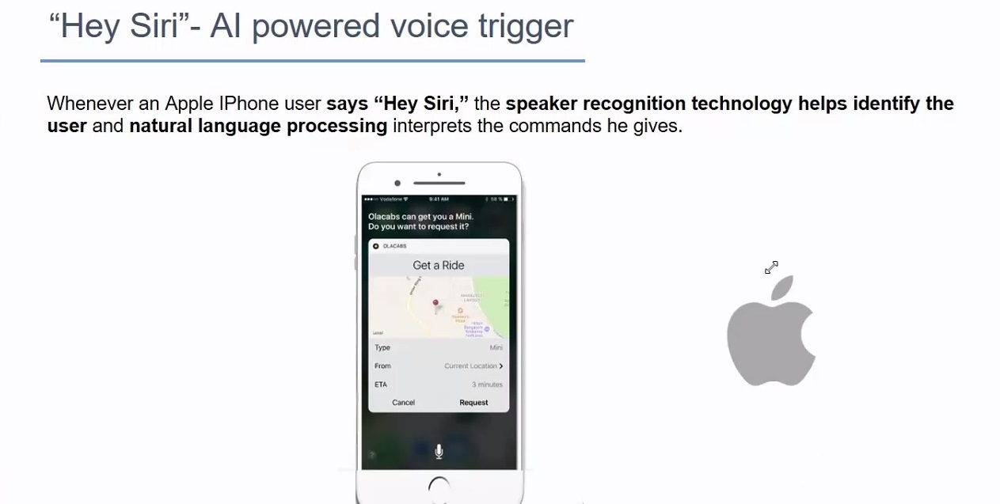 “Hey Siri”- AI powered voice trigger
Whenever an Apple IPhone user says “Hey Siri,” the speaker recognition technology helps identify the
user and natural language processing interprets the commands he gives.
Vodafone 9:41 AM 58 %
Olacabs can get you a Mini.
Do you want to request it?
OLACABS
Get a Ride
Legal
Type Mini
From Current Location >
ETA 3 minutes
Cancel Request
?